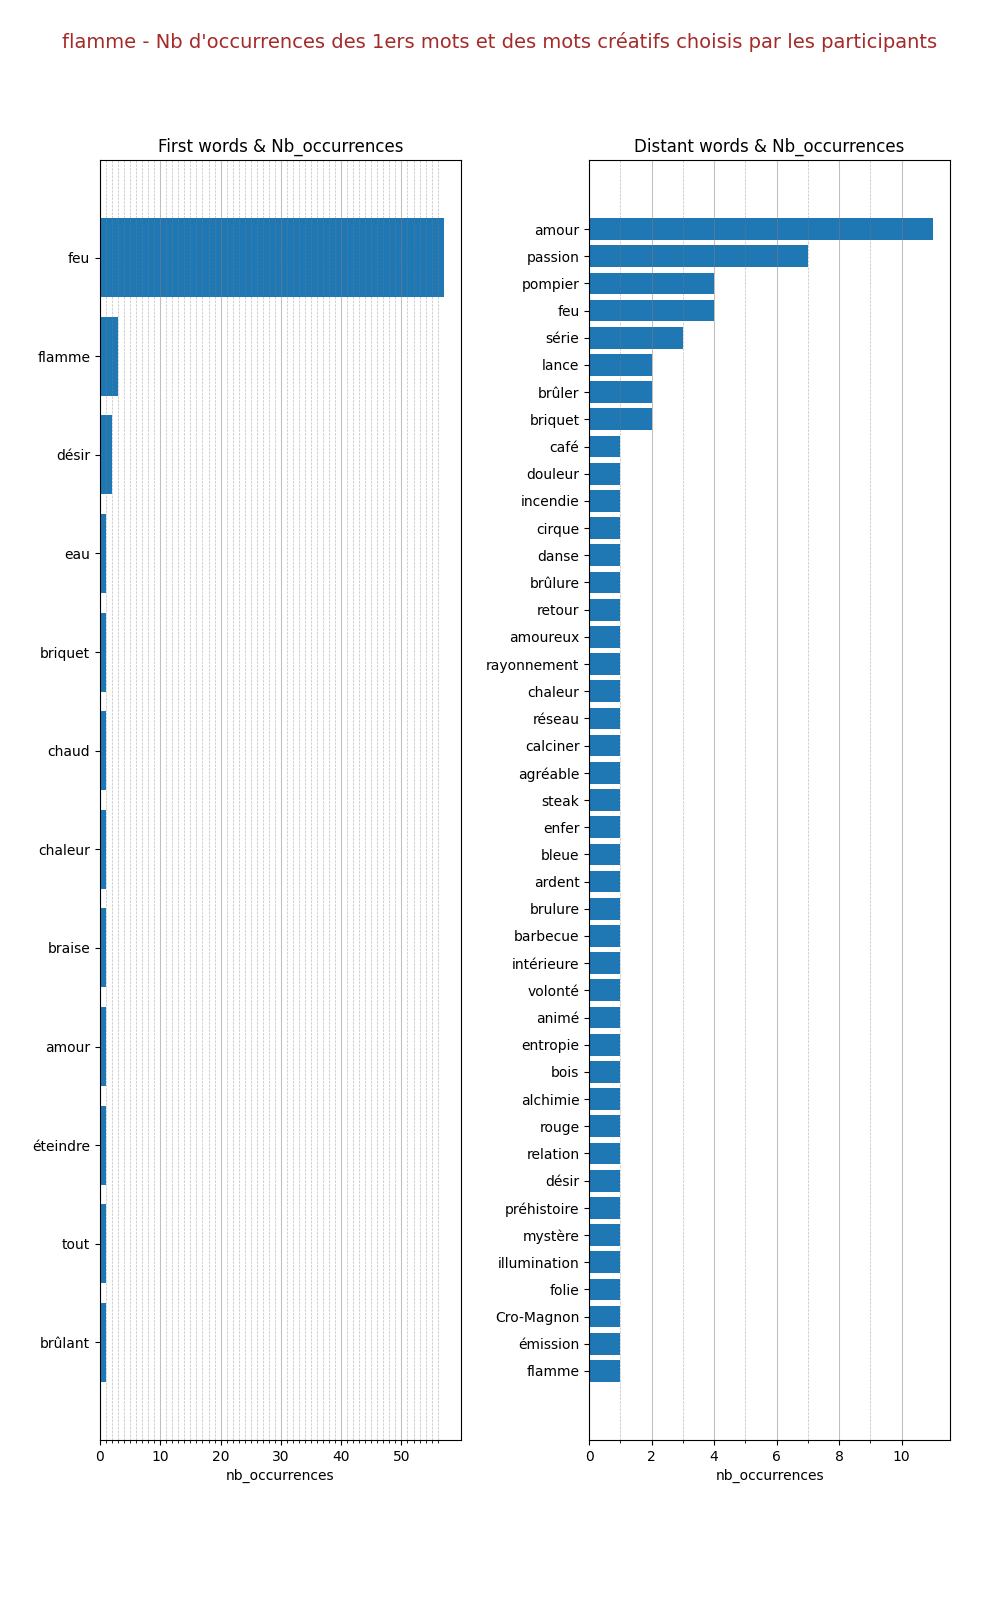 flamme - Nb d'occurrences des 1ers mots et des mots créatifs choisis par les participants
First words & Nb_occurrences
feu
flamme
désir
eau
briquet
chaud
chaleur
braise
amour
éteindre
tout
brûlant
0 10 20 30 40 50
nb_occurrences
Distant words & Nb_occurrences
amour
passion
pompier
feu
série
lance
brûler
briquet
café
douleur
incendie
cirque
danse
brûlure
retour
amoureux
rayonnement
chaleur
réseau
calciner
agréable
steak
enfer
bleue
ardent
brulure
barbecue
intérieure
volonté
animé
entropie
bois
alchimie
rouge
relation
désir
préhistoire
mystère
illumination
folie
Cro-Magnon
émission
flamme
0 2 4 6 8 10
nb_occurrences